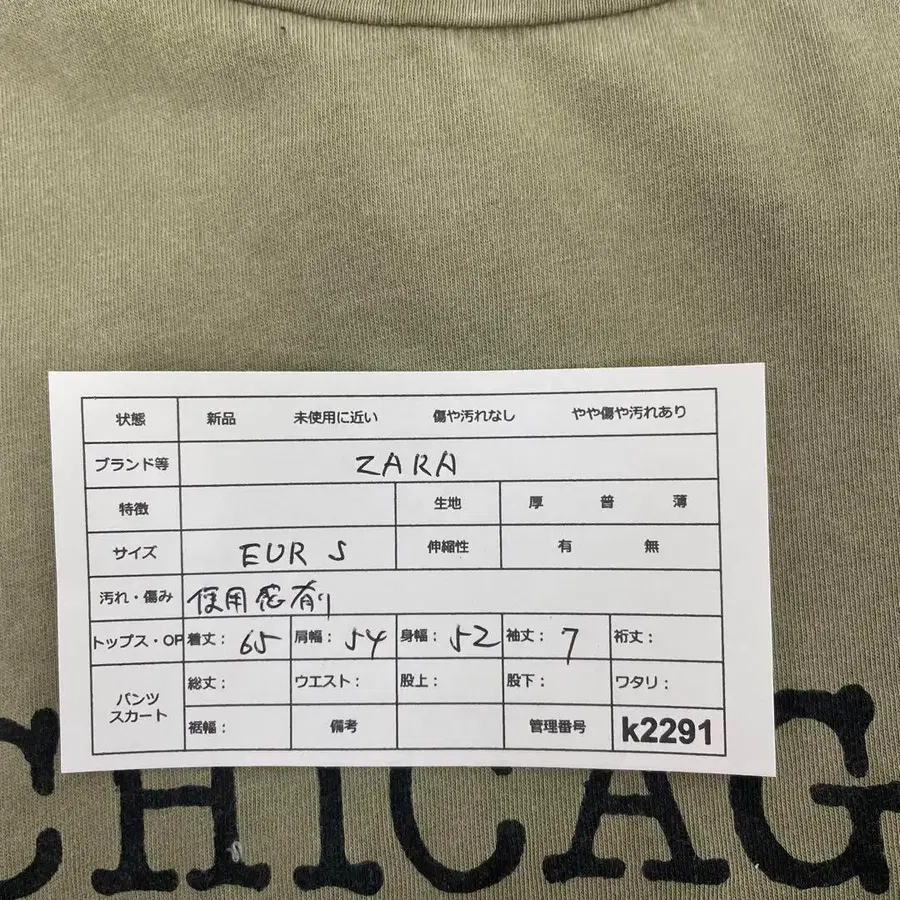 状態 新品 未使用に近い 傷や汚れなし やや傷や汚れあり
ブランド等 ZARA
特徴 生地 厚 普 薄
サイズ EUR S 伸縮性 有 無
汚れ・傷み 使用感有り
トップス・OP 着丈： 65 肩幅： 54 身幅： 52 袖丈： 7 裄丈：
パンツ スカート 総丈： ウエスト： 股上： 股下： ワタリ：
裾幅： 備考 管理番号 k2291
CHICAG